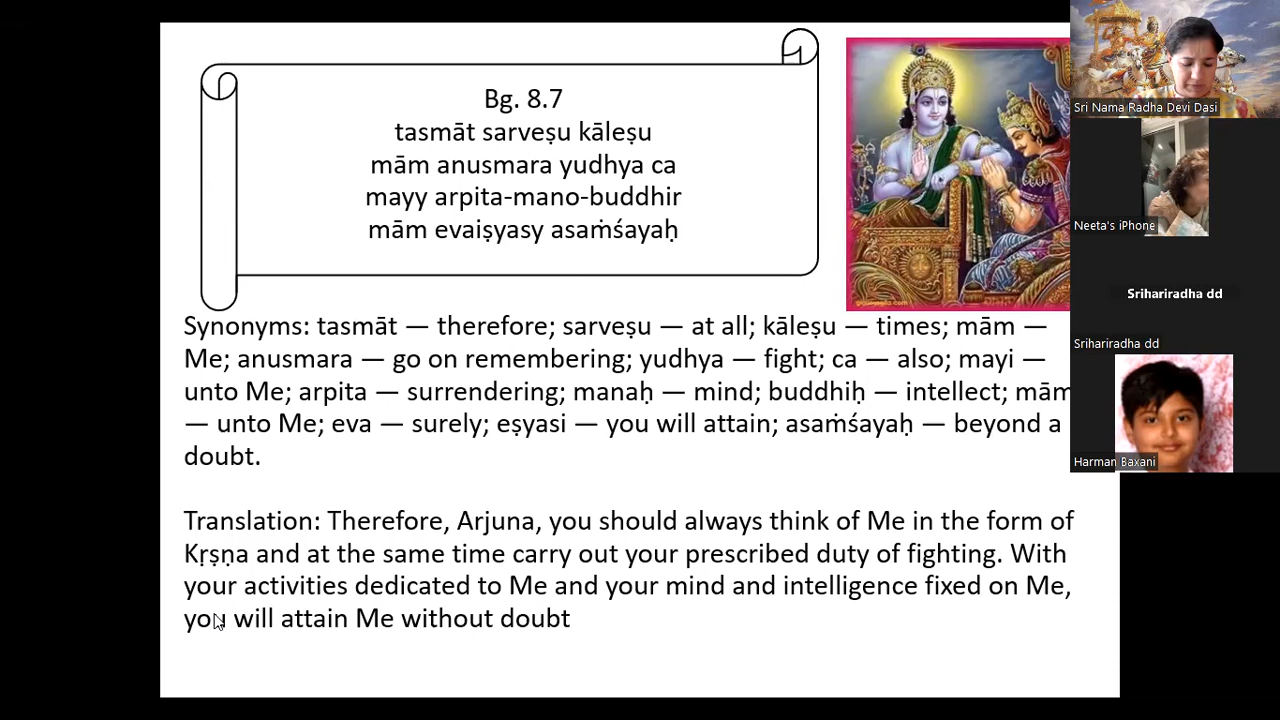 Bg. 8.7
tasmāt sarveṣu kāleṣu
mām anusmara yudhya ca
mayy arpita-mano-buddhir
mām evaiṣyasy asaṁśayaḥ
Synonyms: tasmāt — therefore; sarveṣu — at all; kāleṣu — times; mām —
Me; anusmara — go on remembering; yudhya — fight; ca — also; mayi —
unto Me; arpita — surrendering; manaḥ — mind; buddhiḥ — intellect; mām
— unto Me; eva — surely; eṣyasi — you will attain; asaṁśayaḥ — beyond a
doubt.
Translation: Therefore, Arjuna, you should always think of Me in the form of
Kṛṣṇa and at the same time carry out your prescribed duty of fighting. With
your activities dedicated to Me and your mind and intelligence fixed on Me,
you will attain Me without doubt
Sri Nama Radha Devi Dasi
Neeta's iPhone
Srihariradha dd
Srihariradha dd
Harman Baxani